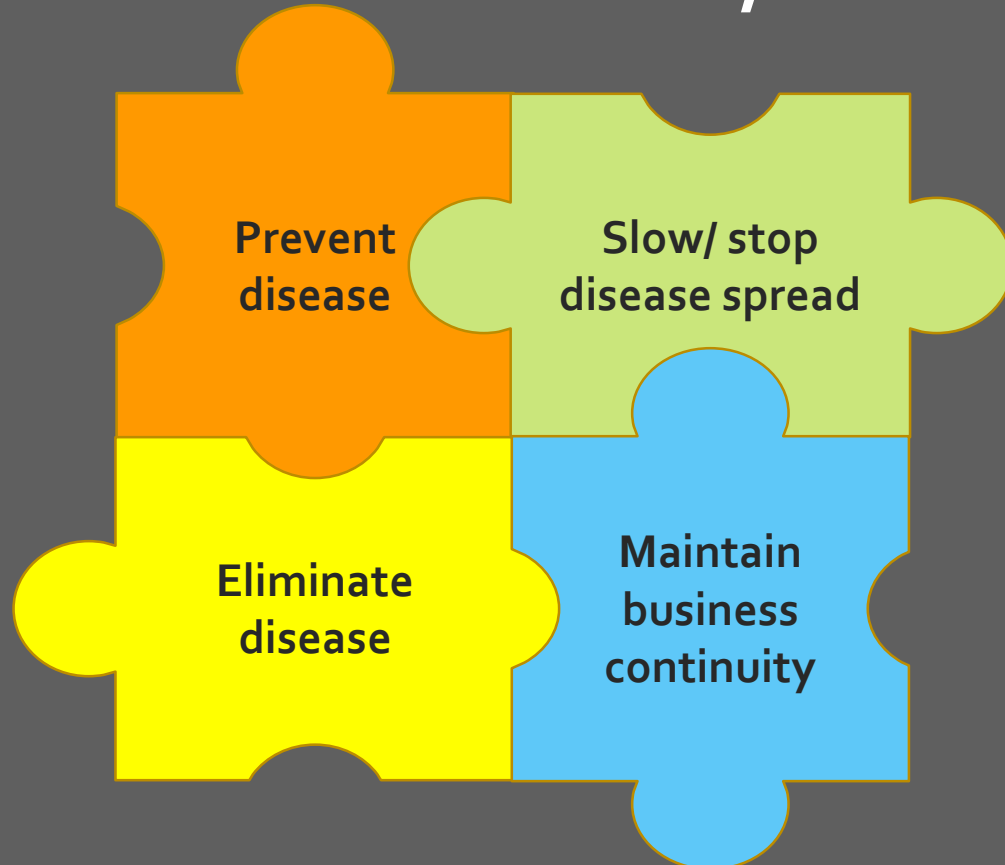 Prevent
disease
Slow/ stop
disease spread
Eliminate
disease
Maintain
business
continuity